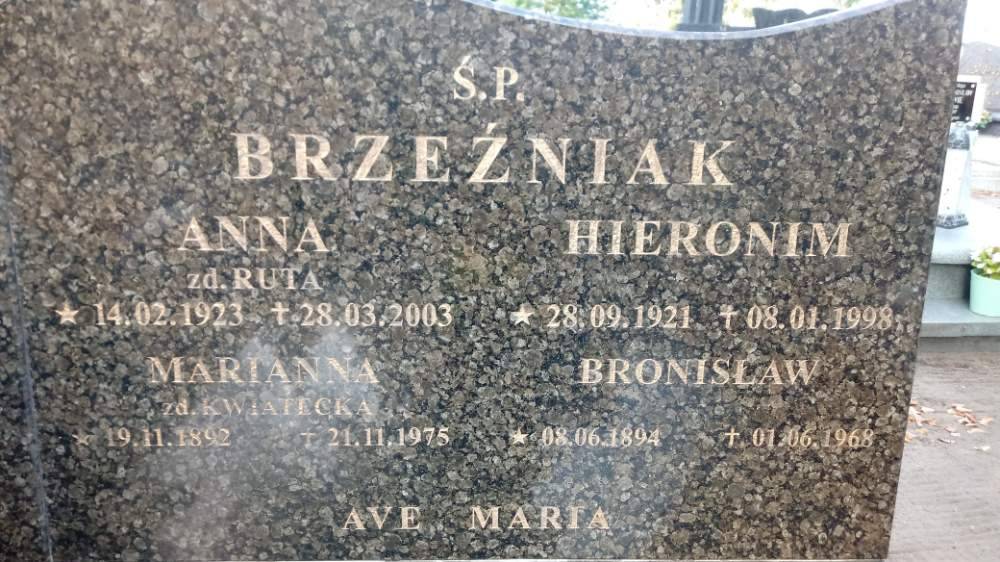 Ś.P.
BRZEŹNIAK
ANNA HIERONIM
zd. RUTA
★ 14.02.1923 ✝ 28.03.2003 ★ 28.09.1921 ✝ 08.01.1998
MARIANNA BRONISŁAW
zd. KWIATECKA
★ 19.11.1892 ✝ 21.11.1975 ★ 08.06.1894 ✝ 01.06.1968
AVE MARIA